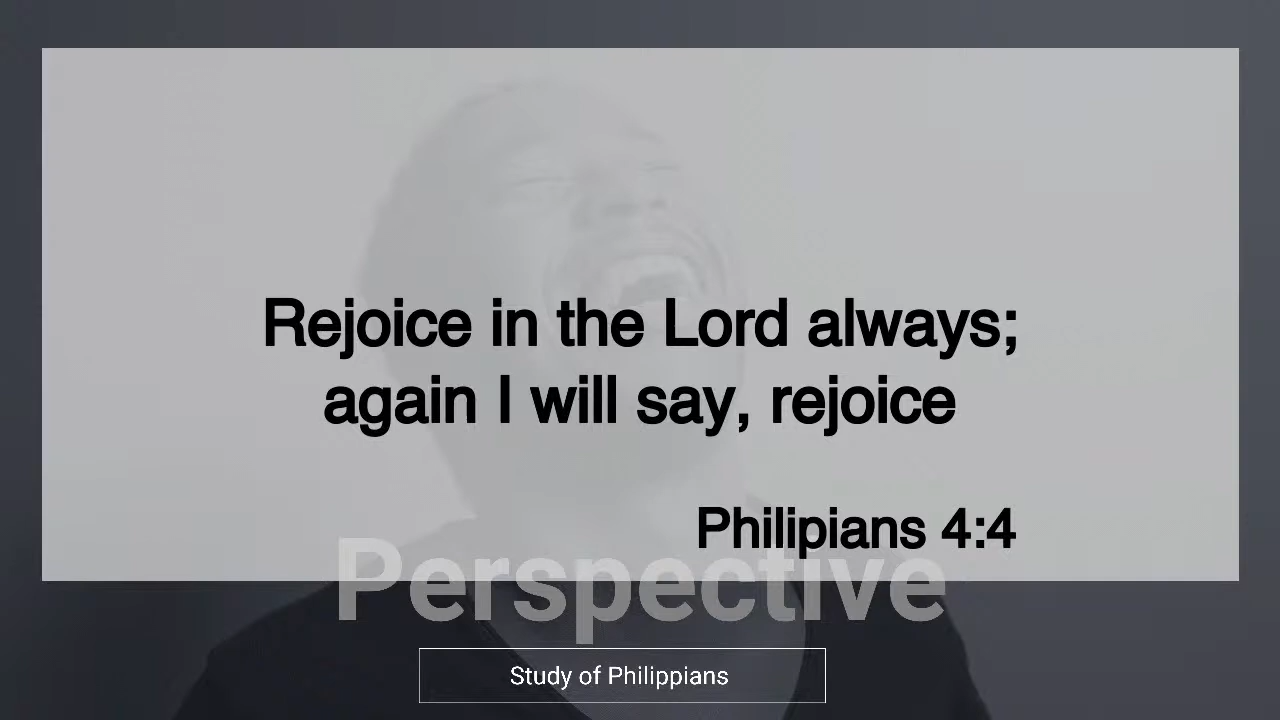 Rejoice in the Lord always;
again I will say, rejoice
Philipians 4:4
Perspective
Study of Philippians